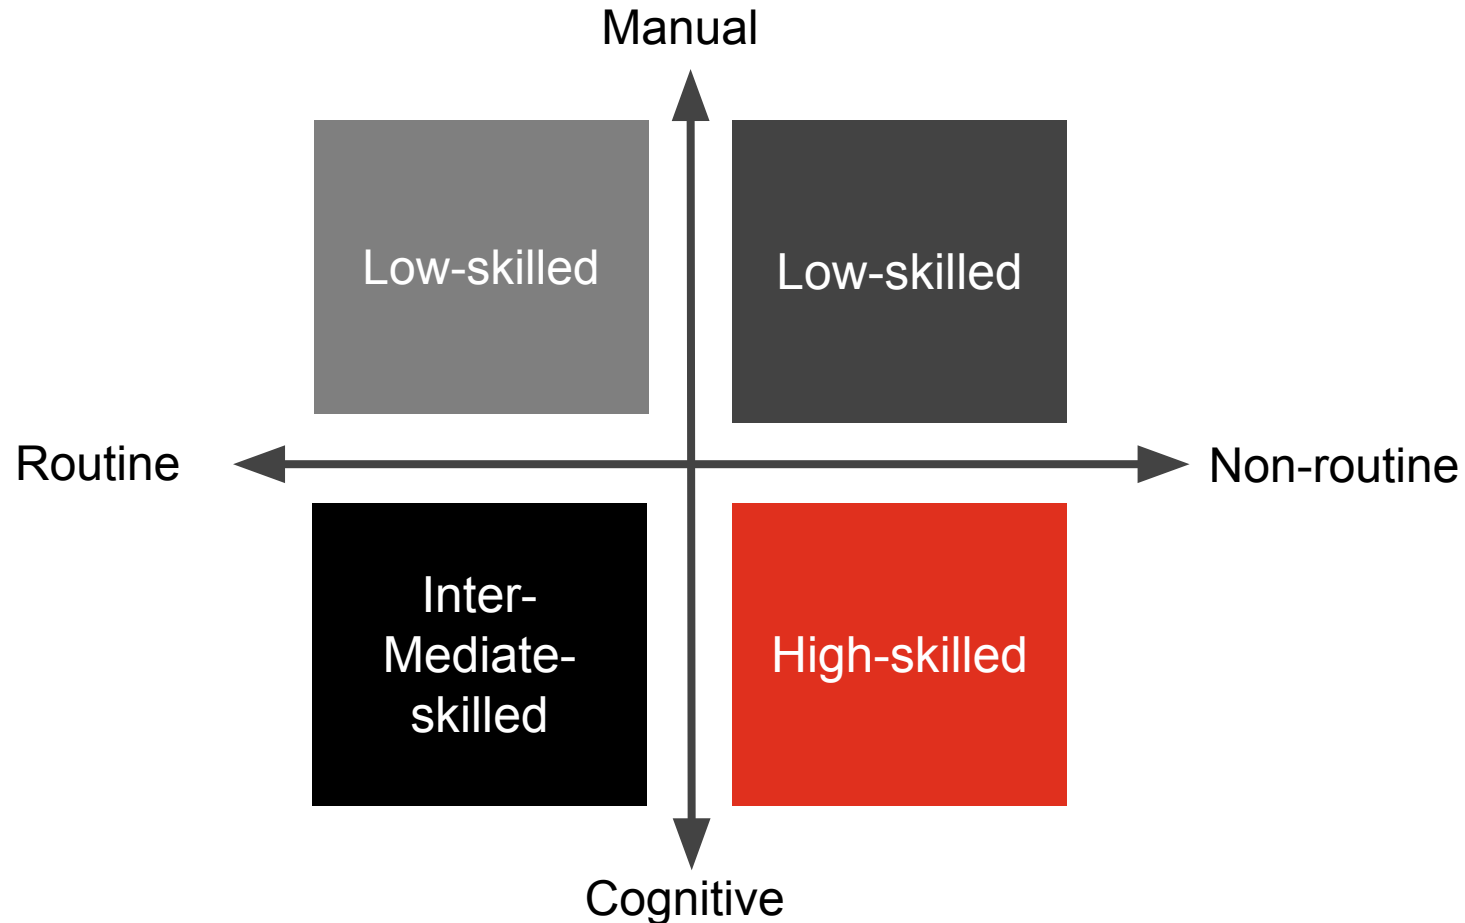 Manual
Low-skilled
Low-skilled
Routine
Non-routine
Inter-
Mediate-
skilled
High-skilled
Cognitive